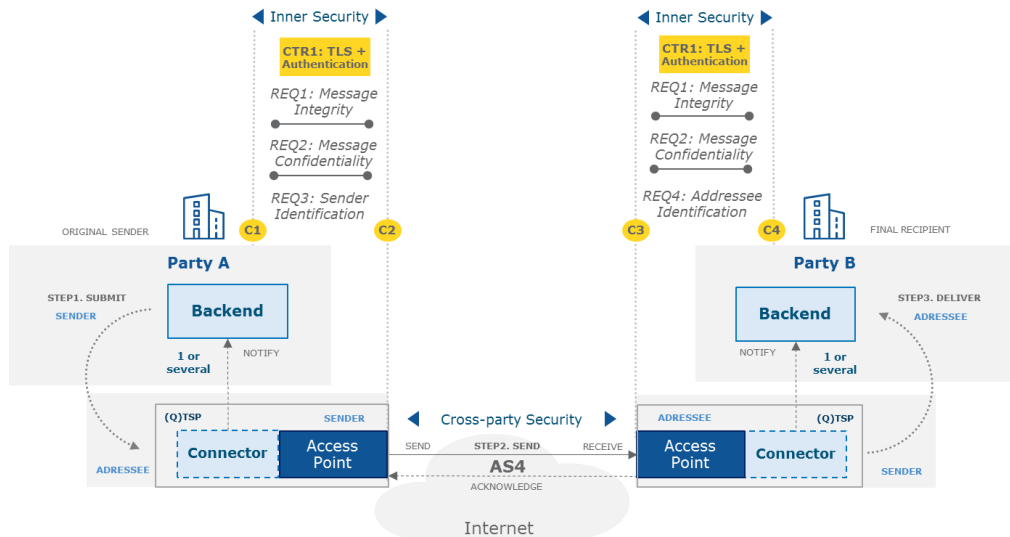 Inner Security
Inner Security
CTR1: TLS +
Authentication
CTR1: TLS +
Authentication
REQ1: Message
Integrity
REQ1: Message
Integrity
REQ2: Message
Confidentiality
REQ2: Message
Confidentiality
REQ3: Sender
Identification
REQ4: Addressee
Identification
ORIGINAL SENDER
C1
C2
C3
C4
FINAL RECIPIENT
Party A
Party B
STEP1. SUBMIT
SENDER
Backend
Backend
STEP3. DELIVER
ADRESSEE
1 or
several
NOTIFY
NOTIFY
1 or
several
(Q)TSP
SENDER
Cross-party Security
ADRESSEE
(Q)TSP
ADRESSEE
Connector
Access
Point
SEND
STEP2. SEND
RECEIVE
AS4
ACKNOWLEDGE
Access
Point
Connector
SENDER
Internet